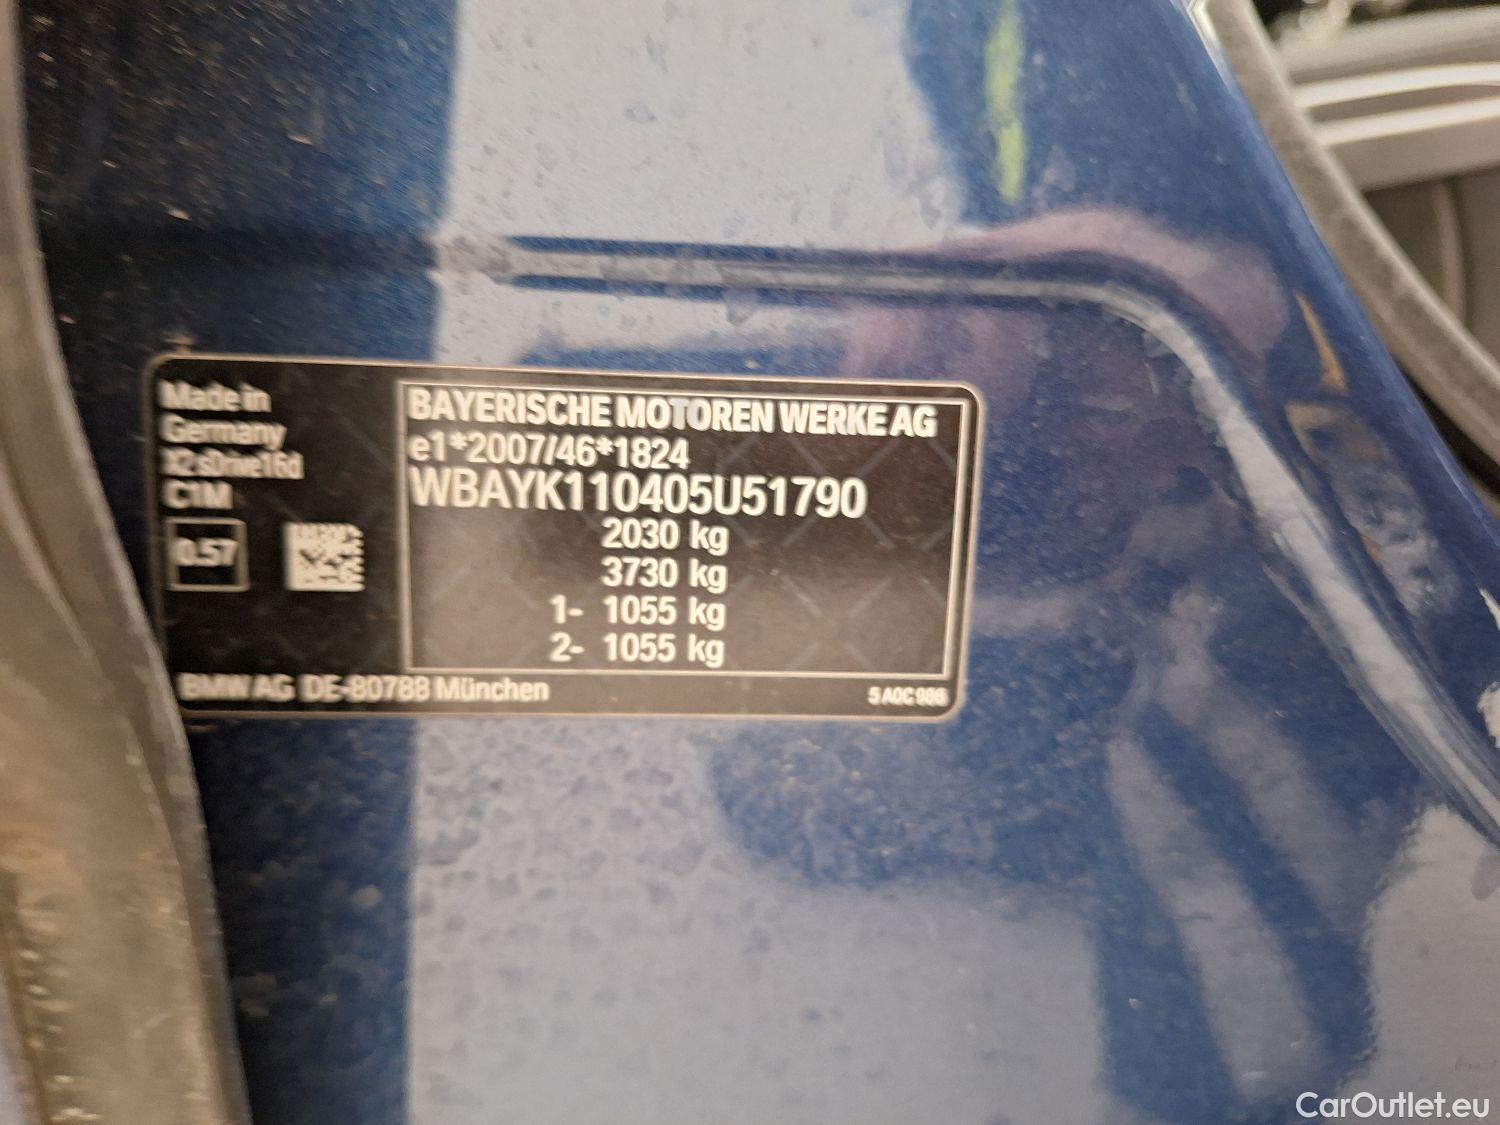 Made in
Germany
X2 sDrive16d
C1M
0.57
BAYERISCHE MOTOREN WERKE AG
e1*2007/46*1824
WBAYK110405U51790
2030 kg
3730 kg
1- 1055 kg
2- 1055 kg
BMW AG DE-80788 München
5 A0C 986
CarOutlet.eu